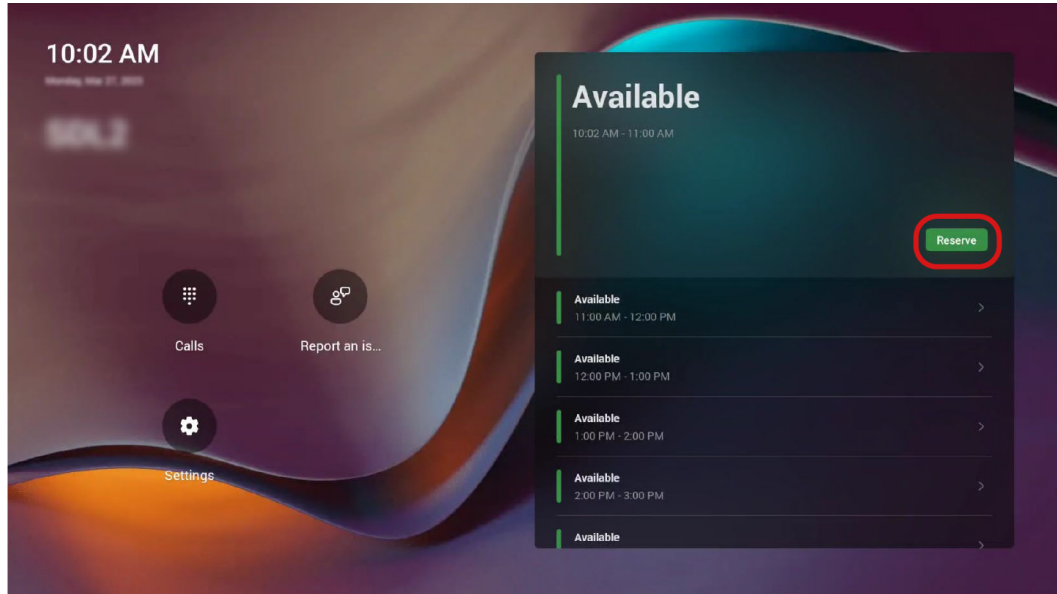 10:02 AM
Available
10:02 AM - 11:00 AM
Reserve
Available
11:00 AM - 12:00 PM
Available
12:00 PM - 1:00 PM
Available
1:00 PM - 2:00 PM
Available
2:00 PM - 3:00 PM
Available
Calls
Report an is...
Settings